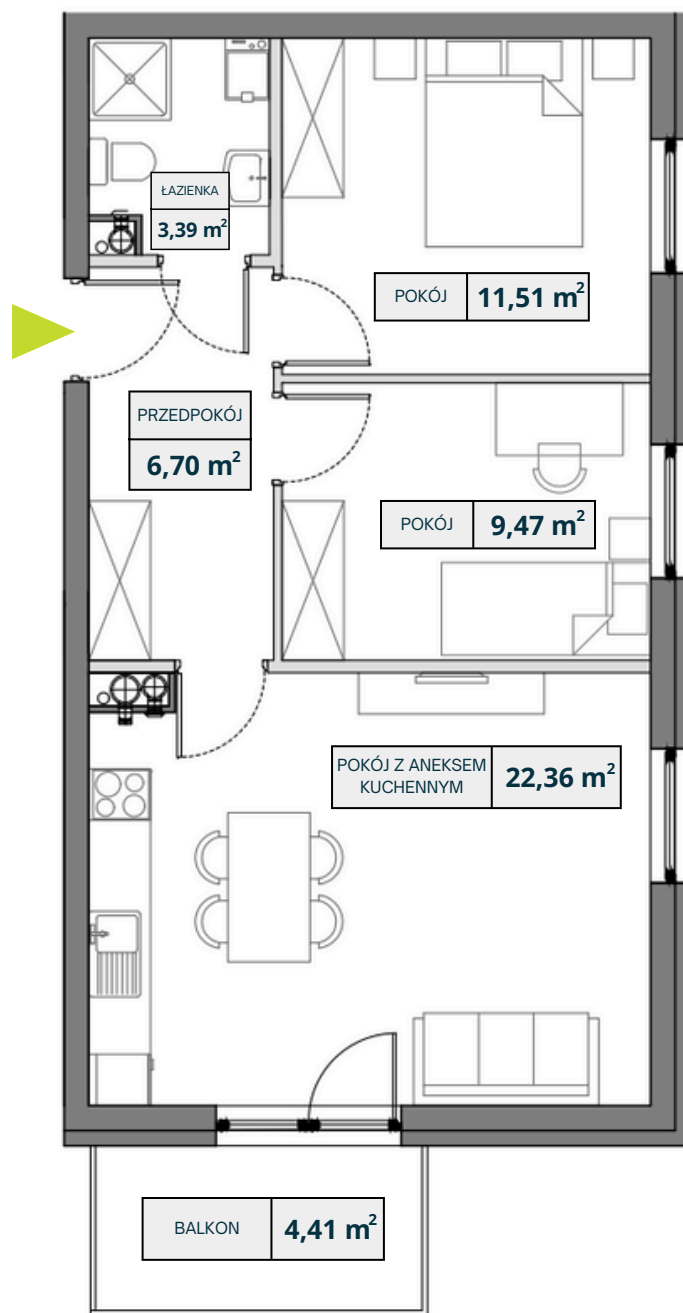 ŁAZIENKA
3,39 m²
POKÓJ 11,51 m²
PRZEDPOKÓJ
6,70 m²
POKÓJ 9,47 m²
POKÓJ Z ANEKSEM
KUCHENNYM
22,36 m²
BALKON 4,41 m²